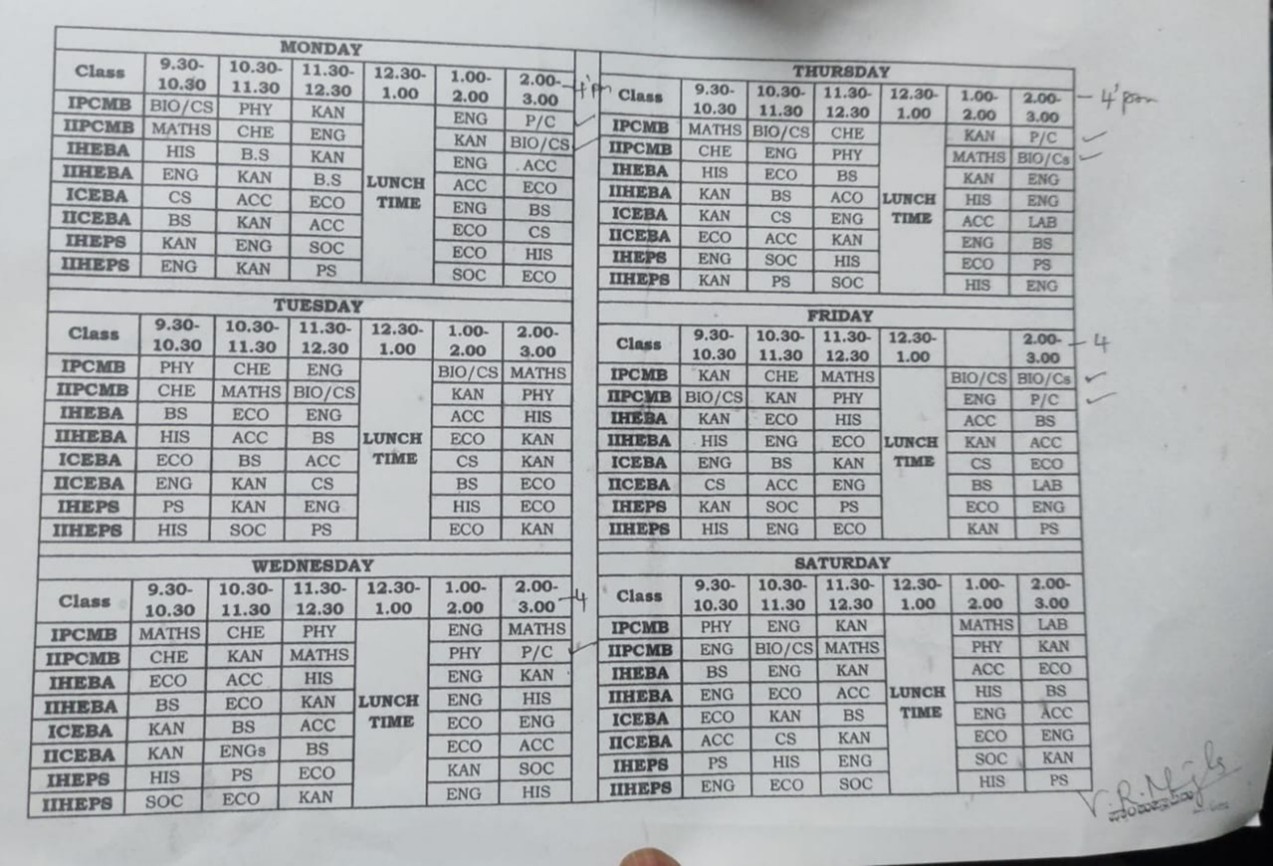 MONDAY
Class 9.30- 10.30- 11.30- 12.30- 1.00- 2.00- 4'pm
10.30 11.30 12.30 1.00 2.00 3.00
IPCMB BIO/CS PHY KAN ENG P/C
IIPCMB MATHS CHE ENG KAN BIO/CS
IHEBA HIS B.S KAN ENG ACC
IIHEBA ENG KAN B.S LUNCH ACC ECO
ICEBA CS ACC ECO TIME ENG BS
IICEBA BS KAN ACC ECO CS
IHEPS KAN ENG SOC ECO HIS
IIHEPS ENG KAN PS SOC ECO
TUESDAY
Class 9.30- 10.30- 11.30- 12.30- 1.00- 2.00-
10.30 11.30 12.30 1.00 2.00 3.00
IPCMB PHY CHE ENG BIO/CS MATHS
IIPCMB CHE MATHS BIO/CS KAN PHY
IHEBA BS ECO ENG ACC HIS
IIHEBA HIS ACC BS LUNCH ECO KAN
ICEBA ECO BS ACC TIME CS KAN
IICEBA ENG KAN CS BS ECO
IHEPS PS KAN ENG HIS ECO
IIHEPS HIS SOC PS ECO KAN
WEDNESDAY
Class 9.30- 10.30- 11.30- 12.30- 1.00- 2.00- 4
10.30 11.30 12.30 1.00 2.00 3.00
IPCMB MATHS CHE PHY ENG MATHS
IIPCMB CHE KAN MATHS PHY P/C
IHEBA ECO ACC HIS ENG KAN
IIHEBA BS ECO KAN LUNCH ENG HIS
ICEBA KAN BS ACC TIME ECO ENG
IICEBA KAN ENGs BS ECO ACC
IHEPS HIS PS ECO KAN SOC
IIHEPS SOC ECO KAN ENG HIS
THURSDAY
Class 9.30- 10.30- 11.30- 12.30- 1.00- 2.00- 4'pm
10.30 11.30 12.30 1.00 2.00 3.00
IPCMB MATHS BIO/CS CHE KAN P/C
IIPCMB CHE ENG PHY MATHS BIO/Cs
IHEBA HIS ECO BS KAN ENG
IIHEBA KAN BS ACO LUNCH HIS ENG
ICEBA KAN CS ENG TIME ACC LAB
IICEBA ECO ACC KAN ENG BS
IHEPS ENG SOC HIS ECO PS
IIHEPS KAN PS SOC HIS ENG
FRIDAY
Class 9.30- 10.30- 11.30- 12.30- 2.00- 4
10.30 11.30 12.30 1.00 3.00
IPCMB KAN CHE MATHS BIO/CS BIO/Cs
IIPCMB BIO/CS KAN PHY ENG P/C
IHEBA KAN ECO HIS ACC BS
IIHEBA HIS ENG ECO LUNCH KAN ACC
ICEBA ENG BS KAN TIME CS ECO
IICEBA CS ACC ENG BS LAB
IHEPS KAN SOC PS ECO ENG
IIHEPS HIS ENG ECO KAN PS
SATURDAY
Class 9.30- 10.30- 11.30- 12.30- 1.00- 2.00-
10.30 11.30 12.30 1.00 2.00 3.00
IPCMB PHY ENG KAN MATHS LAB
IIPCMB ENG BIO/CS MATHS PHY KAN
IHEBA BS ENG KAN ACC ECO
IIHEBA ENG ECO ACC LUNCH HIS BS
ICEBA ECO KAN BS TIME ENG ACC
IICEBA ACC CS KAN ECO ENG
IHEPS PS HIS ENG SOC KAN
IIHEPS ENG ECO SOC HIS PS